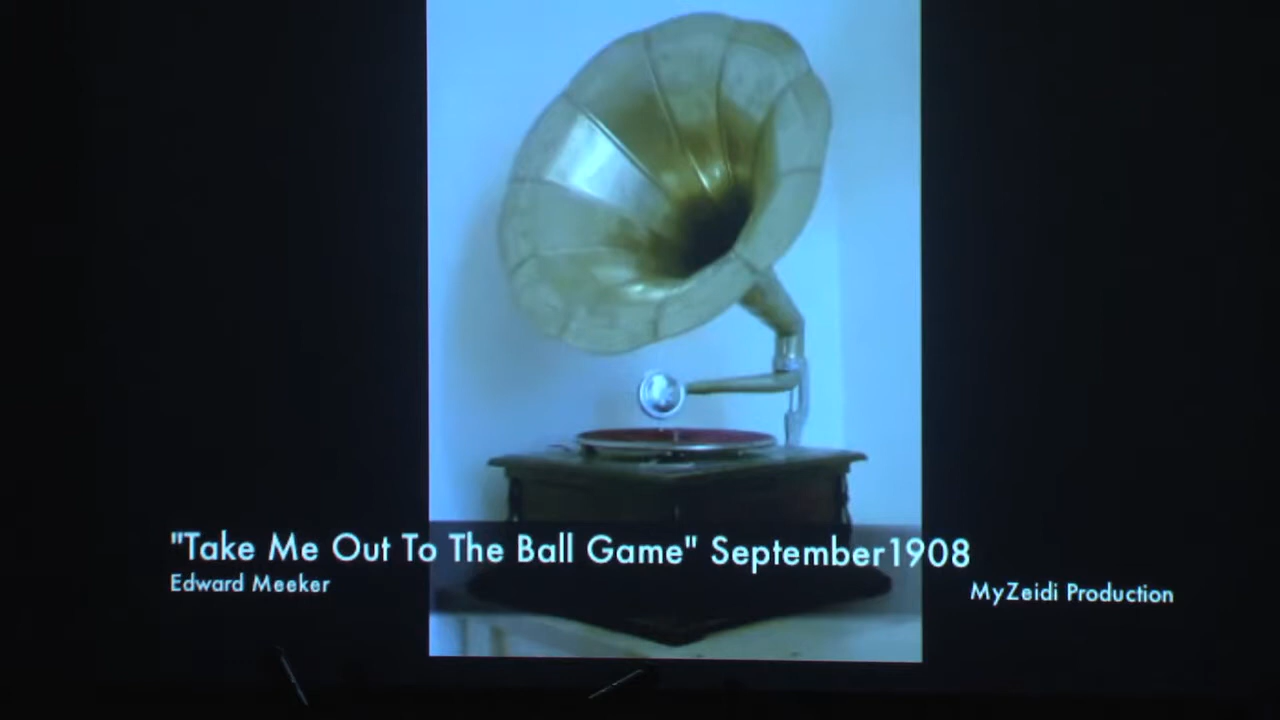 "Take Me Out To The Ball Game" September1908
Edward Meeker
MyZeidi Production